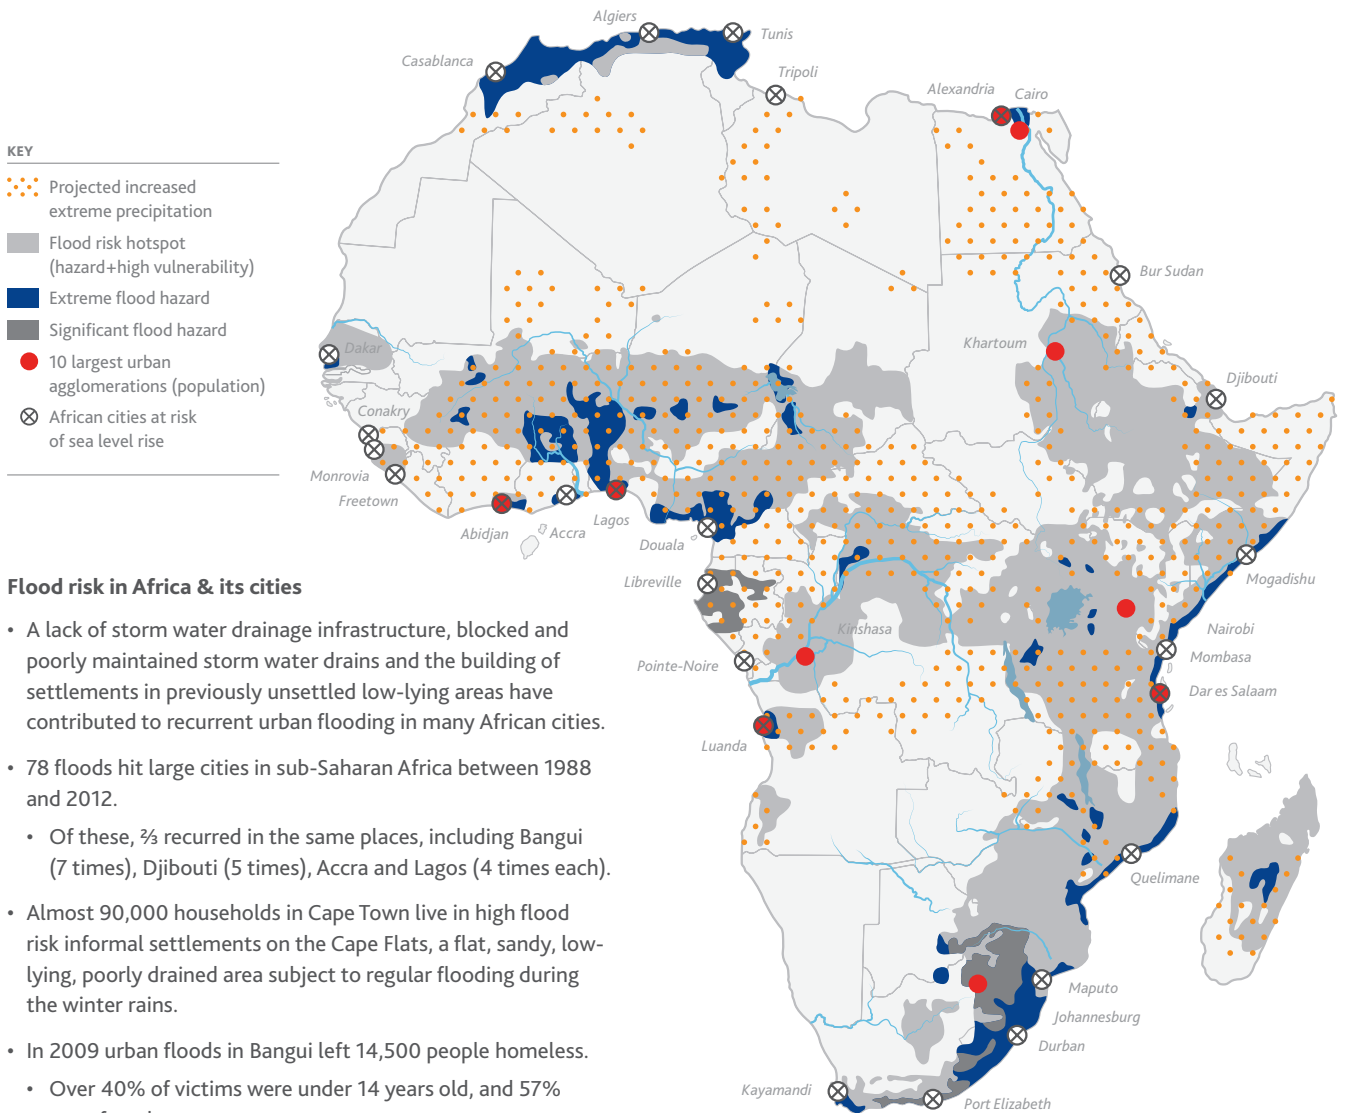 KEY
Projected increased
extreme precipitation
Flood risk hotspot
(hazard+high vulnerability)
Extreme flood hazard
Significant flood hazard
10 largest urban
agglomerations (population)
African cities at risk
of sea level rise
Algiers
Tunis
Casablanca
Tripoli
Alexandria
Cairo
Bur Sudan
Khartoum
Djibouti
Dakar
Conakry
Monrovia
Freetown
Abidjan
Accra
Lagos
Douala
Libreville
Mogadishu
Kinshasa
Nairobi
Pointe-Noire
Mombasa
Dar es Salaam
Luanda
Quelimane
Maputo
Johannesburg
Durban
Kayamandi
Port Elizabeth
Flood risk in Africa & its cities
• A lack of storm water drainage infrastructure, blocked and
poorly maintained storm water drains and the building of
settlements in previously unsettled low-lying areas have
contributed to recurrent urban flooding in many African cities.
• 78 floods hit large cities in sub-Saharan Africa between 1988
and 2012.
• Of these, ⅔ recurred in the same places, including Bangui
(7 times), Djibouti (5 times), Accra and Lagos (4 times each).
• Almost 90,000 households in Cape Town live in high flood
risk informal settlements on the Cape Flats, a flat, sandy, low-
lying, poorly drained area subject to regular flooding during
the winter rains.
• In 2009 urban floods in Bangui left 14,500 people homeless.
• Over 40% of victims were under 14 years old, and 57%